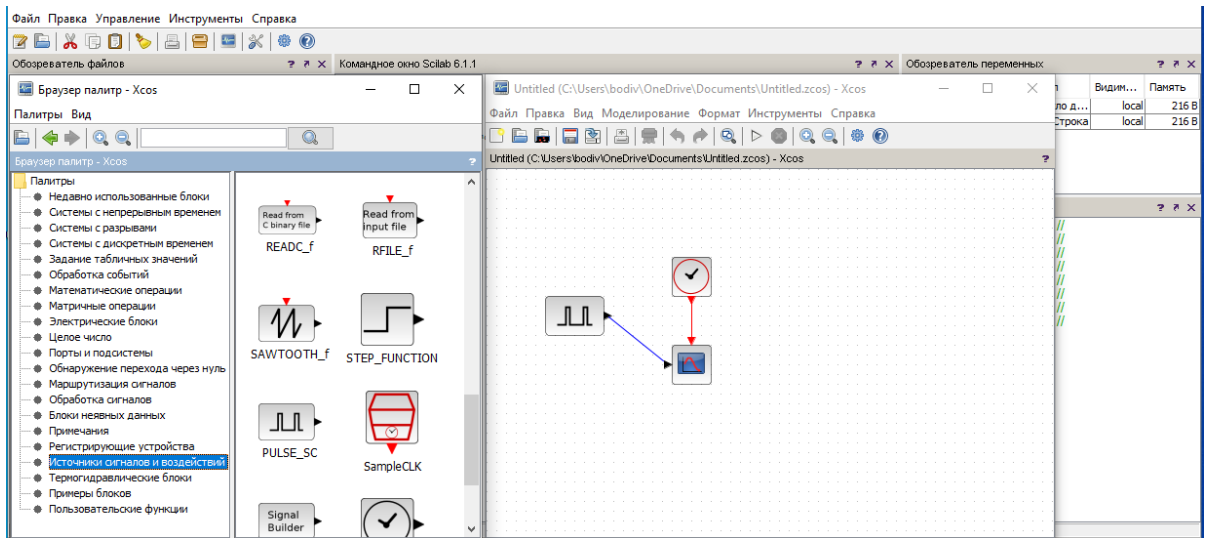 Файл Правка Управление Инструменты Справка
Обозреватель файлов
Командное окно Scilab 6.1.1
Обозреватель переменных
Браузер палитр - Xcos
Палитры Вид
Браузер палитр - Xcos
Палитры
Недавно использованные блоки
Системы с непрерывным временем
Системы с разрывами
Системы с дискретным временем
Задание табличных значений
Обработка событий
Математические операции
Матричные операции
Электрические блоки
Целое число
Порты и подсистемы
Обнаружение перехода через нуль
Маршрутизация сигналов
Обработка сигналов
Блоки неявных данных
Примечания
Регистрирующие устройства
Источники сигналов и воздействий
Термогидравлические блоки
Примеры блоков
Пользовательские функции
Read from
C binary file
READC_f
Read from
input file
RFILE_f
SAWTOOTH_f
STEP_FUNCTION
PULSE_SC
SampleCLK
Signal
Builder
Untitled (C:\Users\bodiv\OneDrive\Documents\Untitled.zcos) - Xcos
Файл Правка Вид Моделирование Формат Инструменты Справка
Untitled (C:\Users\bodiv\OneDrive\Documents\Untitled.zcos) - Xcos
Видим... Память
local 216 B
Строка local 216 B
//
//
//
//
//
//
//
//